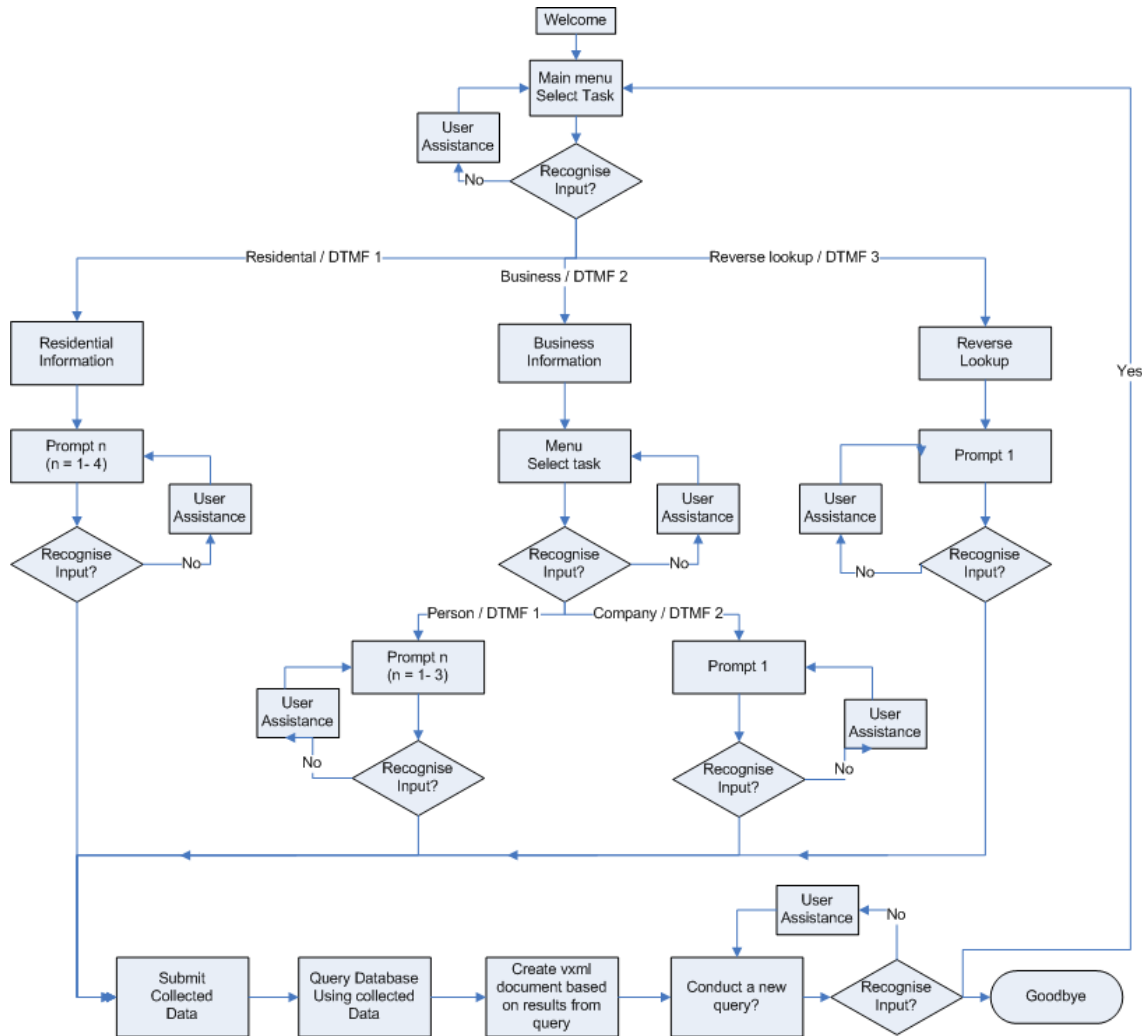 Welcome
Main menu
Select Task
User
Assistance
No
Recognise
Input?
Residental / DTMF 1
Business / DTMF 2
Reverse lookup / DTMF 3
Residential
Information
Business
Information
Reverse
Lookup
Yes
Prompt n
(n = 1- 4)
Menu
Select task
Prompt 1
User
Assistance
User
Assistance
User
Assistance
Recognise
Input?
No
Recognise
Input?
No
No
Recognise
Input?
Person / DTMF 1
Company / DTMF 2
Prompt n
(n = 1- 3)
Prompt 1
User
Assistance
User
Assistance
No
Recognise
Input?
Recognise
Input?
No
User
Assistance
No
Submit
Collected
Data
Query Database
Using collected
Data
Create vxml
document based
on results from
query
Conduct a new
query?
Recognise
Input?
Goodbye